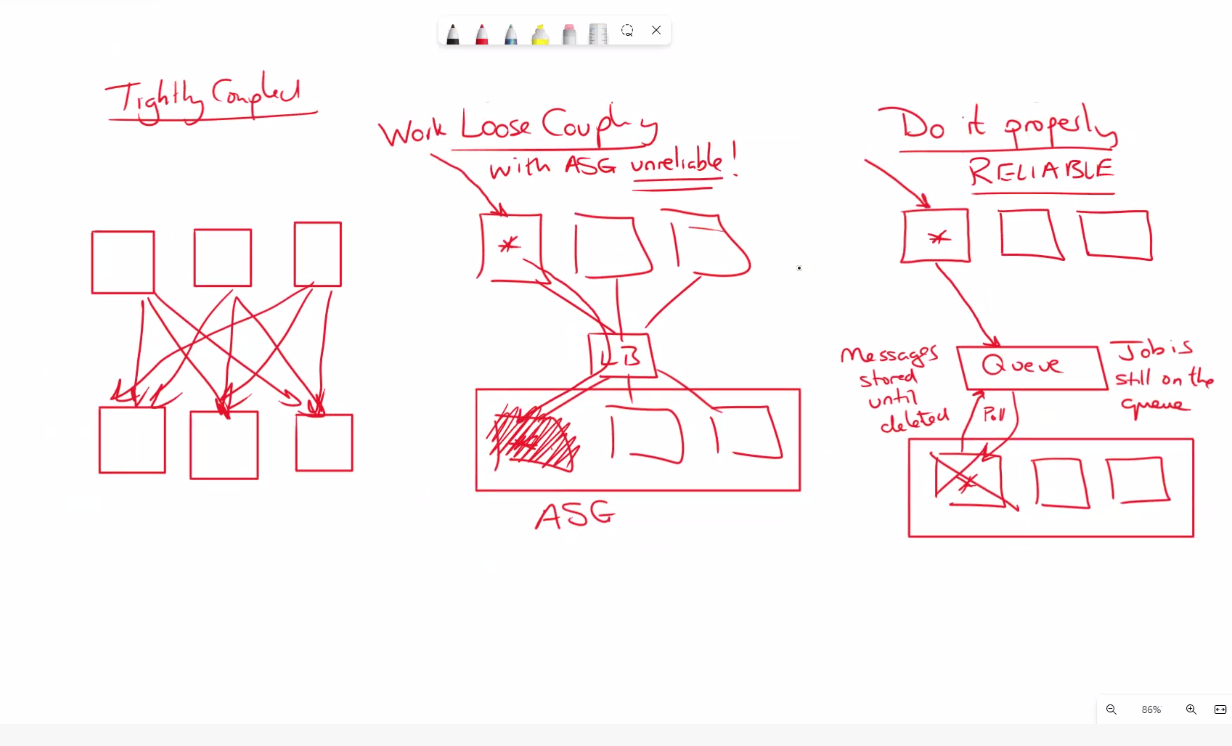 Tightly Coupled
Work Loose Coupling
with ASG unreliable!
LB
ASG
Do it properly
RELIABLE
Messages
stored
until
deleted
Queue
Job is
still on the
queue
Poll
86%